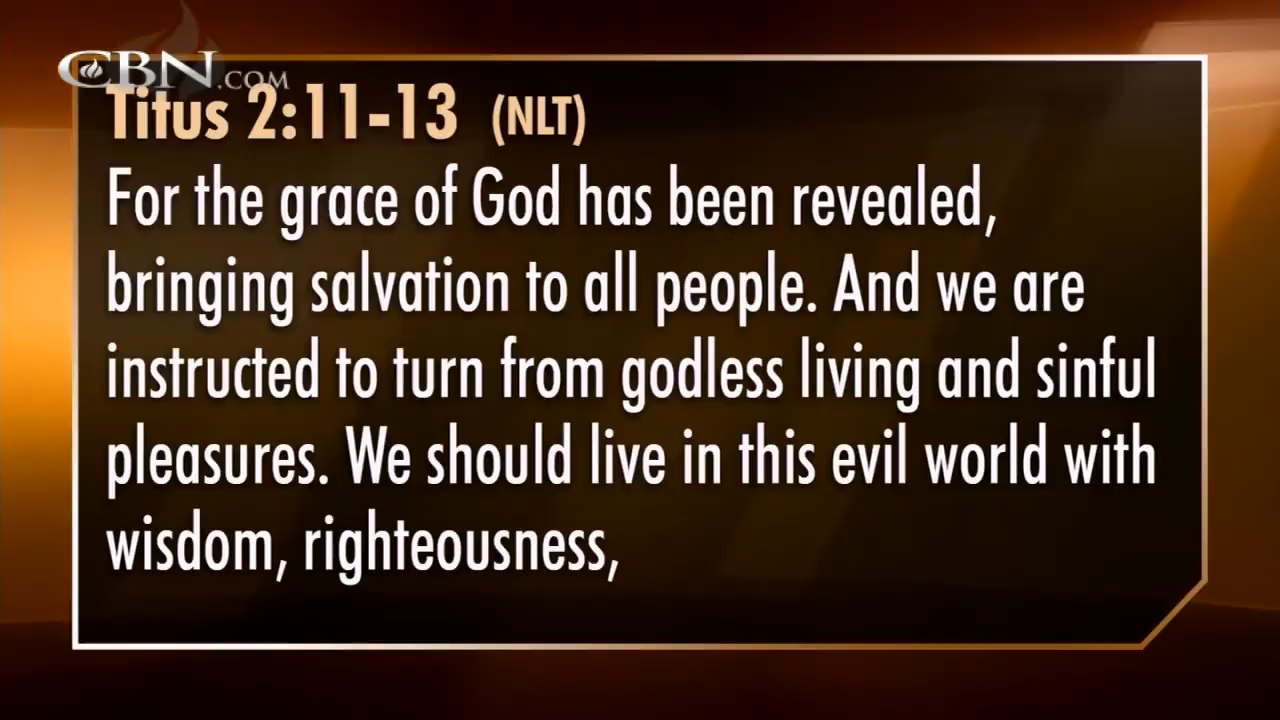 CBN.COM
Titus 2:11-13 (NLT)
For the grace of God has been revealed,
bringing salvation to all people. And we are
instructed to turn from godless living and sinful
pleasures. We should live in this evil world with
wisdom, righteousness,